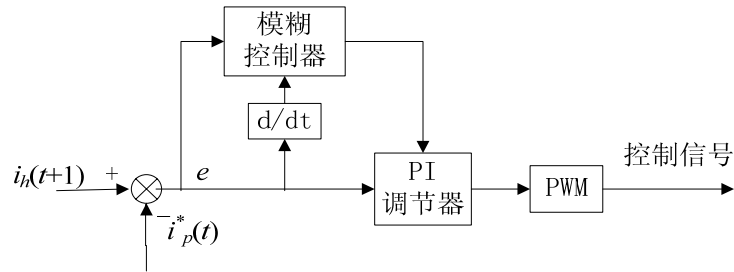 模糊
控制器
d/dt
i_h(t+1)
+
e
PI
调节器
PWM
控制信号
−
i*_p(t)